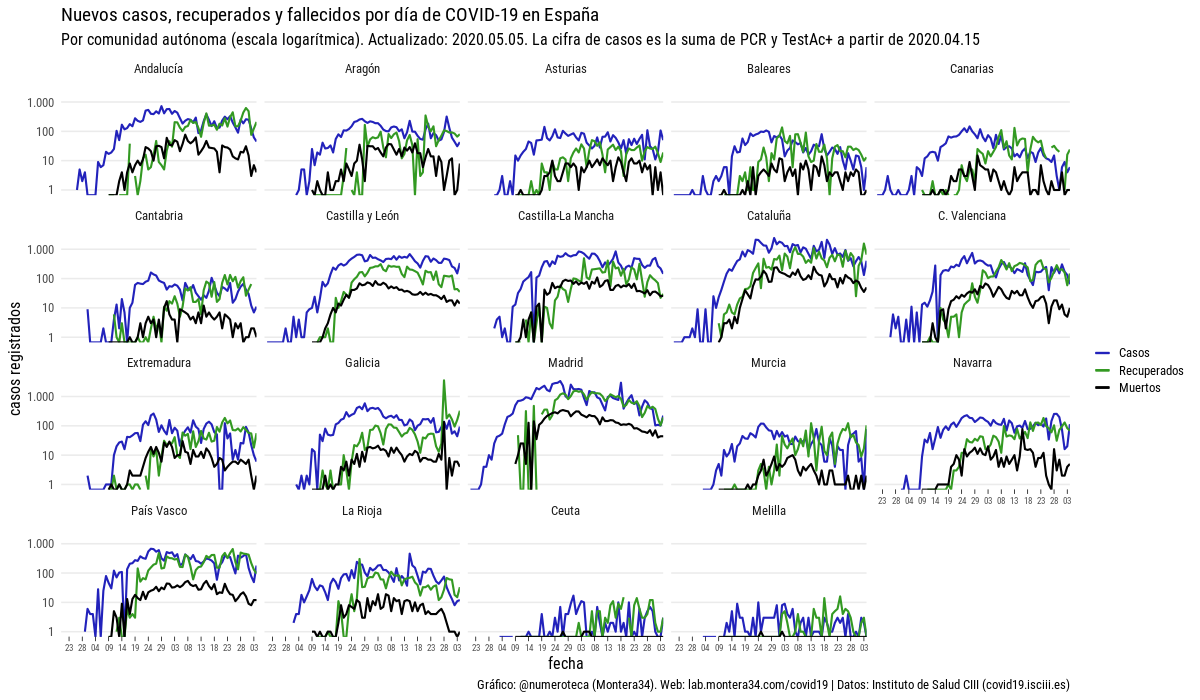 Nuevos casos, recuperados y fallecidos por día de COVID-19 en España
Por comunidad autónoma (escala logarítmica). Actualizado: 2020.05.05. La cifra de casos es la suma de PCR y TestAc+ a partir de 2020.04.15
Andalucía Aragón Asturias Baleares Canarias
1.000
100
10
1
Cantabria Castilla y León Castilla-La Mancha Cataluña C. Valenciana
1.000
100
10
1
casos registrados
Extremadura Galicia Madrid Murcia Navarra
1.000
100
10
1
23 28 04 09 14 19 24 29 03 08 13 18 23 28 03
País Vasco La Rioja Ceuta Melilla
1.000
100
10
1
23 28 04 09 14 19 24 29 03 08 13 18 23 28 03 23 28 04 09 14 19 24 29 03 08 13 18 23 28 03 23 28 04 09 14 19 24 29 03 08 13 18 23 28 03 23 28 04 09 14 19 24 29 03 08 13 18 23 28 03
fecha
Casos
Recuperados
Muertos
Gráfico: @numeroteca (Montera34). Web: lab.montera34.com/covid19 | Datos: Instituto de Salud CIII (covid19.isciii.es)